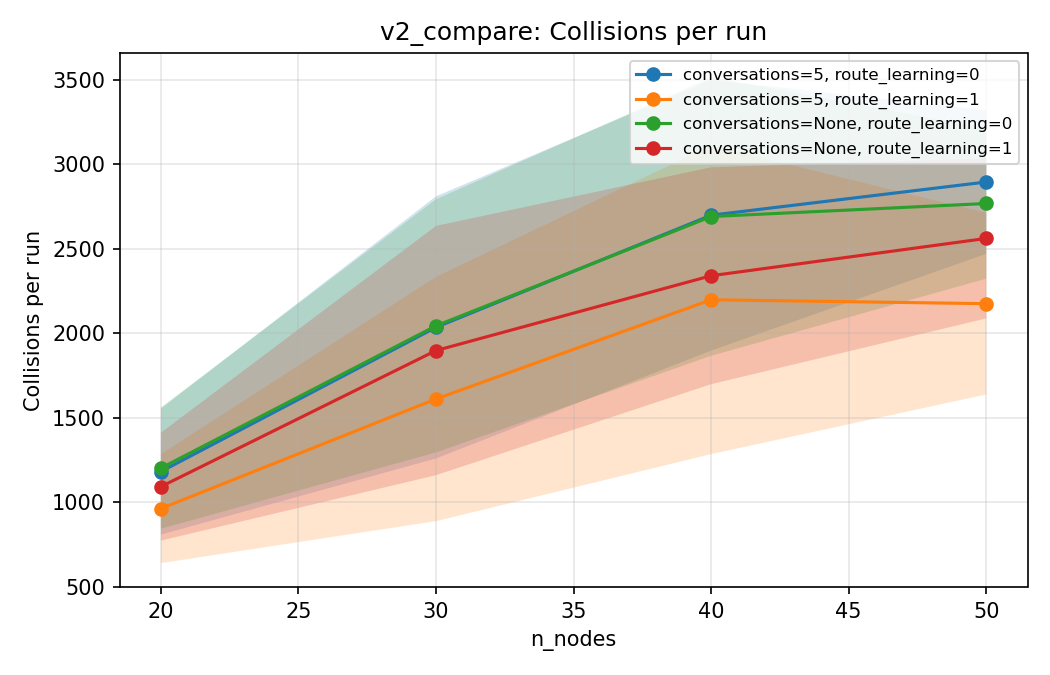 v2_compare: Collisions per run
conversations=5, route_learning=0
conversations=5, route_learning=1
conversations=None, route_learning=0
conversations=None, route_learning=1
Collisions per run
3500
3000
2500
2000
1500
1000
500
20
25
30
35
40
45
50
n_nodes